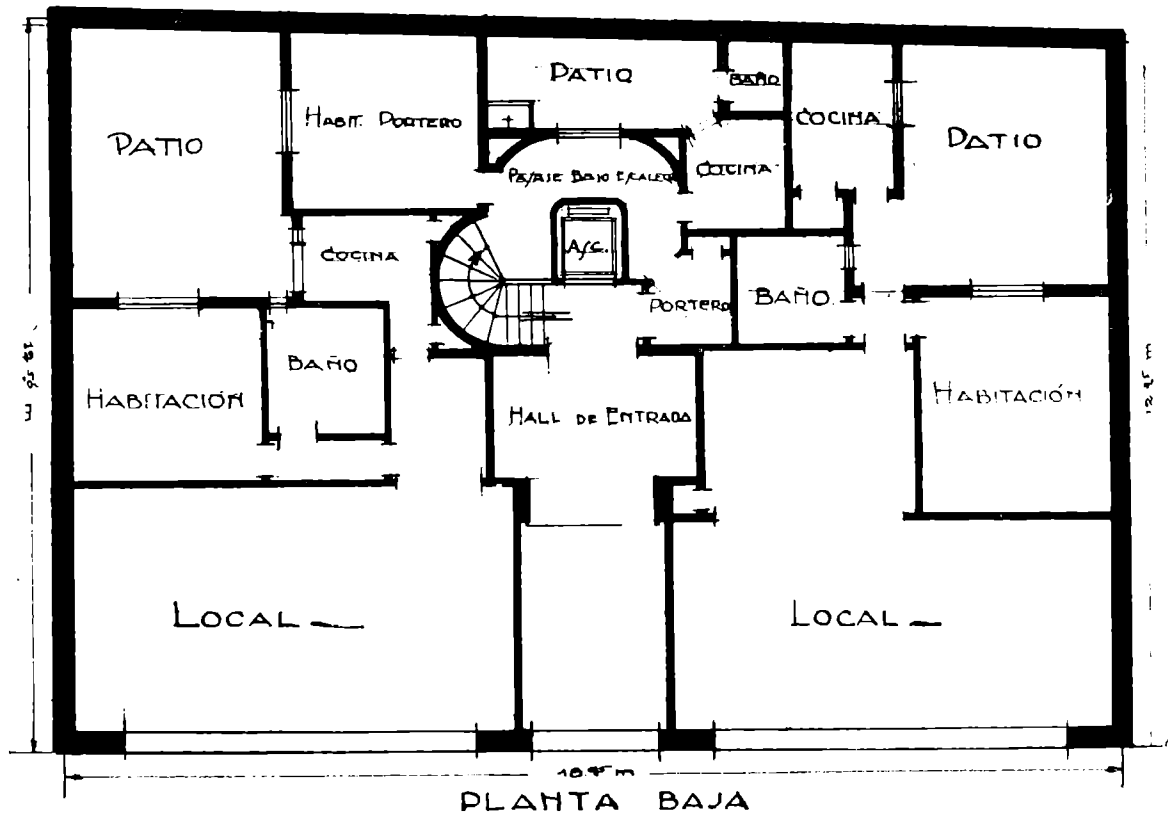 PATIO
BAÑO
HABIT. PORTERO
COCINA
PATIO
PATIO
COCINA
PASAJE BAJO ESCALERA
A/C.
COCINA
PORTERO
BAÑO
BAÑO
HABITACIÓN
HABITACIÓN
HALL DE ENTRADA
LOCAL
LOCAL
PLANTA BAJA